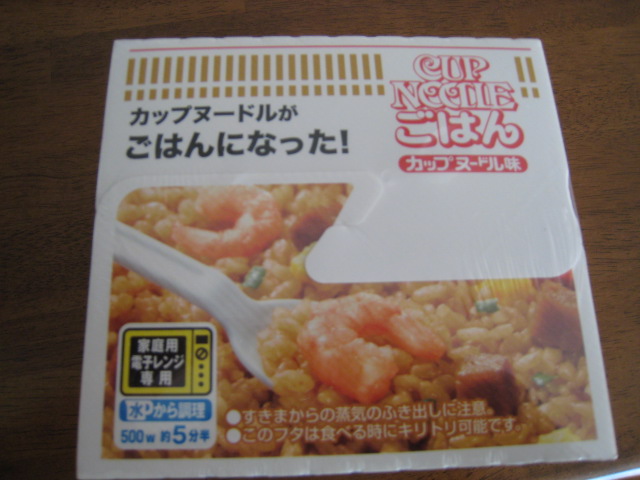 CUP
NOODLE
ごはん
カップヌードル味
カップヌードルが
ごはんになった!
家庭用
電子レンジ
専用
水から調理
500W 約5分半
●すきまからの蒸気のふき出しに注意。
●このフタは食べる時にキリトリ可能です。